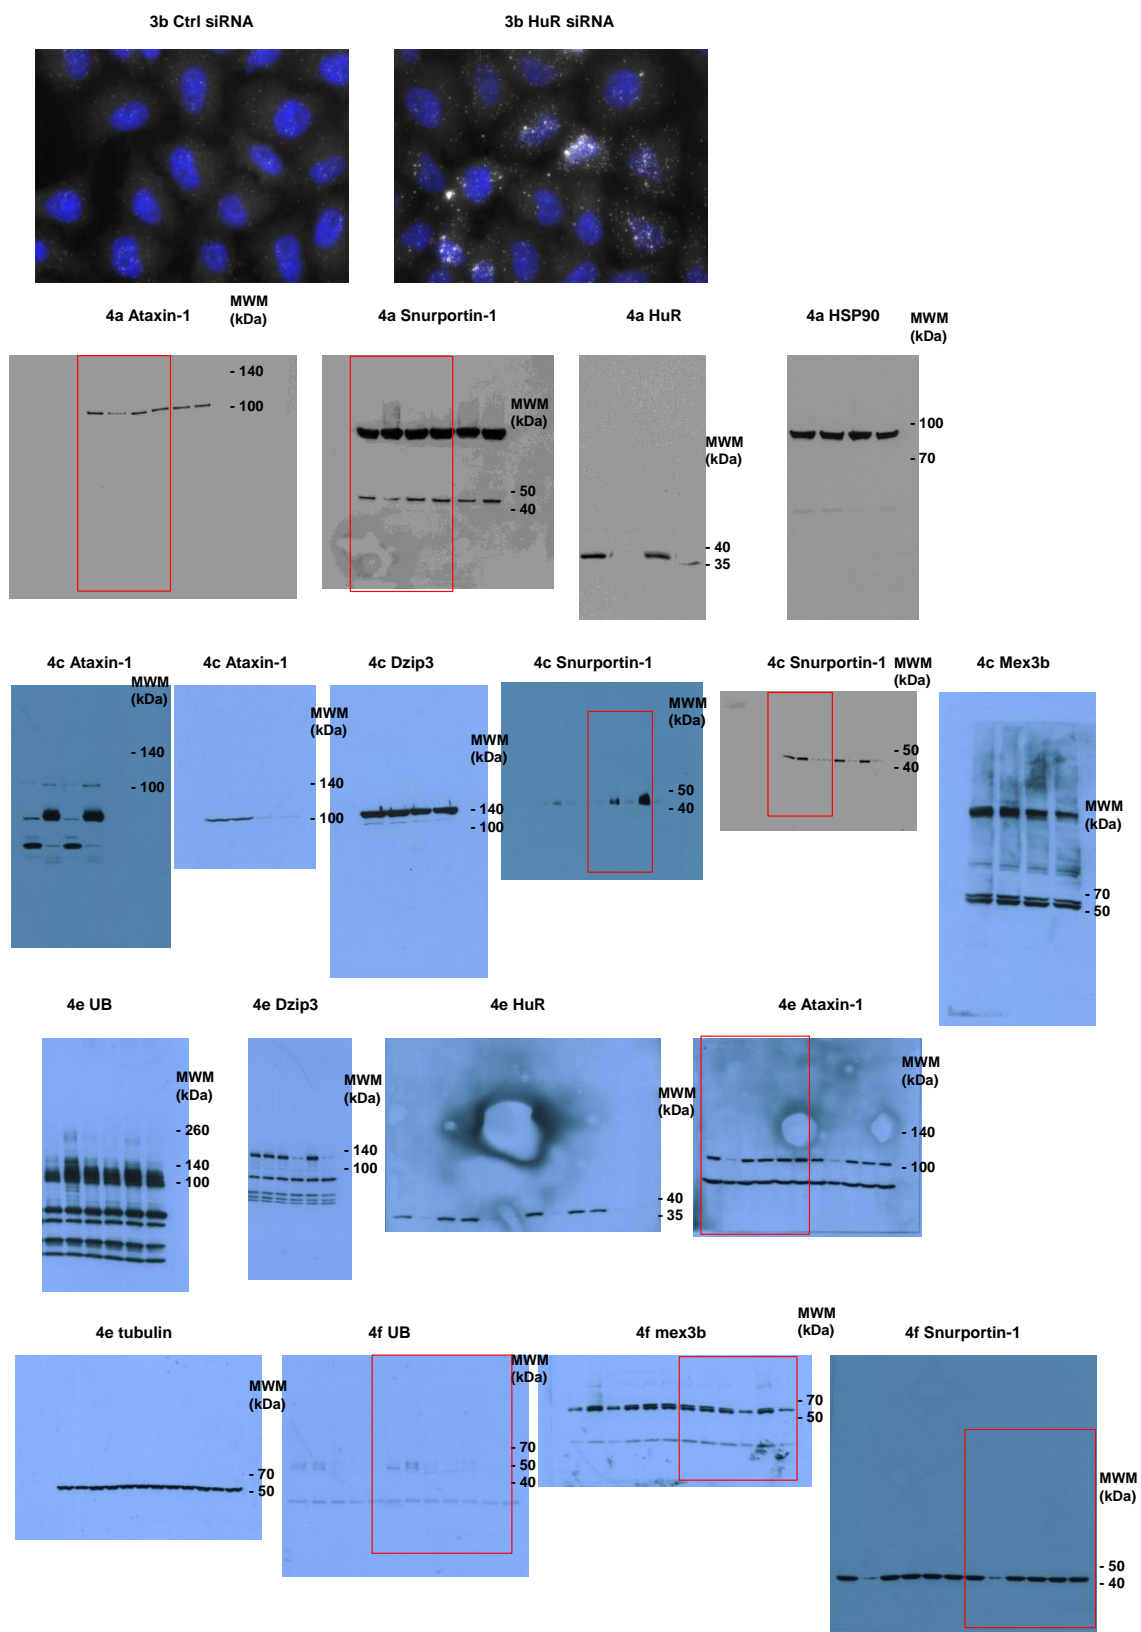 3b Ctrl siRNA
3b HuR siRNA
4a Ataxin-1
MWM
(kDa)
- 140
- 100
4a Snurportin-1
MWM
(kDa)
- 50
- 40
4a HuR
MWM
(kDa)
- 40
- 35
4a HSP90
MWM
(kDa)
- 100
- 70
4c Ataxin-1
MWM
(kDa)
- 140
- 100
4c Ataxin-1
MWM
(kDa)
- 140
- 100
4c Dzip3
MWM
(kDa)
- 140
- 100
4c Snurportin-1
MWM
(kDa)
- 50
- 40
4c Snurportin-1
MWM
(kDa)
- 50
- 40
4c Mex3b
MWM
(kDa)
- 70
- 50
4e UB
MWM
(kDa)
- 260
- 140
- 100
4e Dzip3
MWM
(kDa)
- 140
- 100
4e HuR
MWM
(kDa)
- 40
- 35
4e Ataxin-1
MWM
(kDa)
- 140
- 100
4e tubulin
MWM
(kDa)
- 70
- 50
4f UB
MWM
(kDa)
- 70
- 50
- 40
4f mex3b
MWM
(kDa)
- 70
- 50
4f Snurportin-1
MWM
(kDa)
- 50
- 40